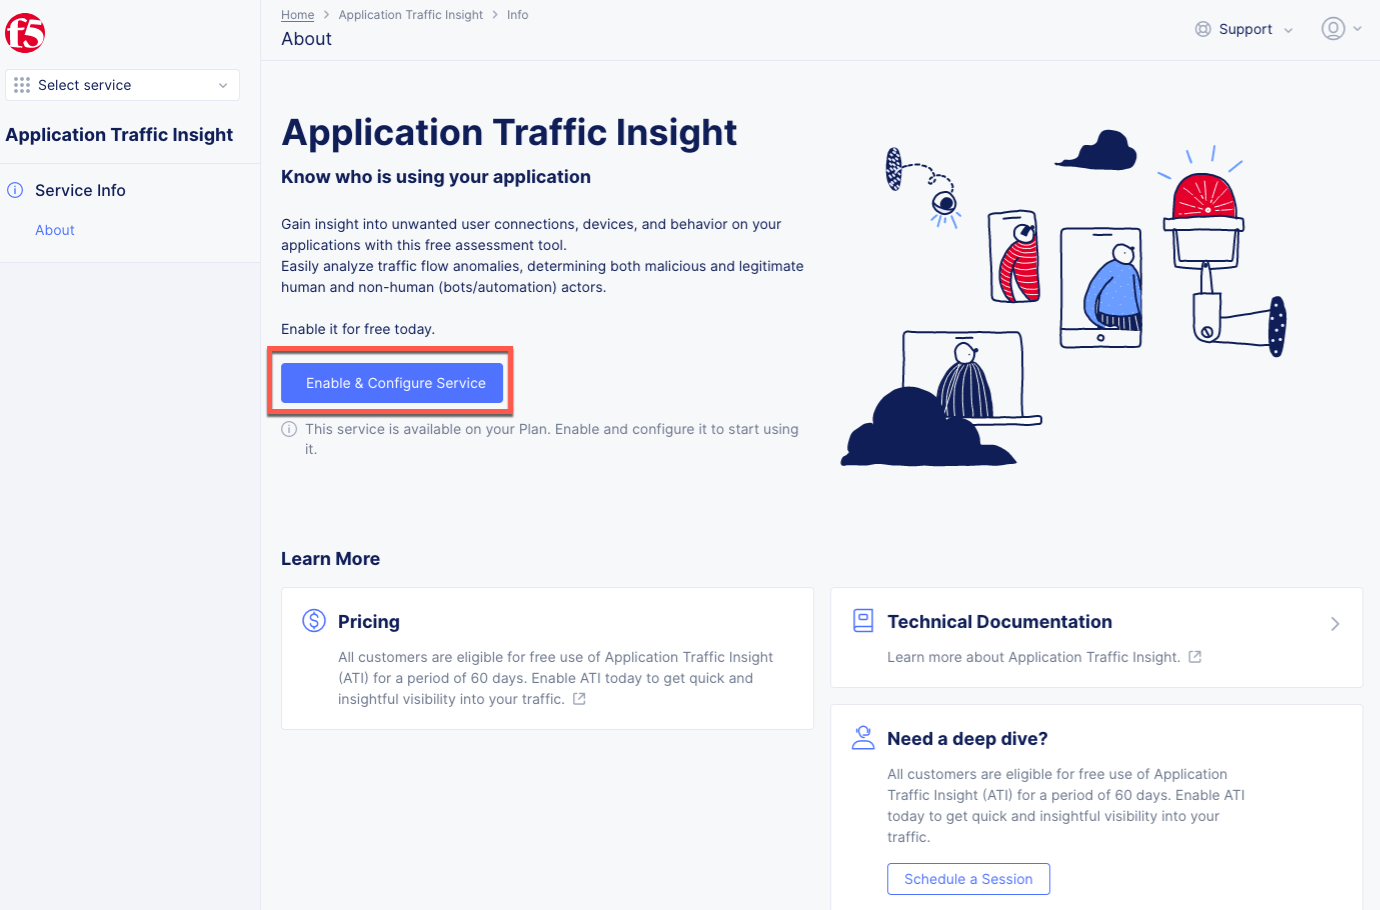 f5
Select service
Application Traffic Insight
Service Info
About
Home > Application Traffic Insight > Info
About
Support
Application Traffic Insight
Know who is using your application
Gain insight into unwanted user connections, devices, and behavior on your
applications with this free assessment tool.
Easily analyze traffic flow anomalies, determining both malicious and legitimate
human and non-human (bots/automation) actors.
Enable it for free today.
Enable & Configure Service
This service is available on your Plan. Enable and configure it to start using
it.
Learn More
Pricing
All customers are eligible for free use of Application Traffic Insight
(ATI) for a period of 60 days. Enable ATI today to get quick and
insightful visibility into your traffic.
Technical Documentation
Learn more about Application Traffic Insight.
Need a deep dive?
All customers are eligible for free use of Application
Traffic Insight (ATI) for a period of 60 days. Enable ATI
today to get quick and insightful visibility into your
traffic.
Schedule a Session